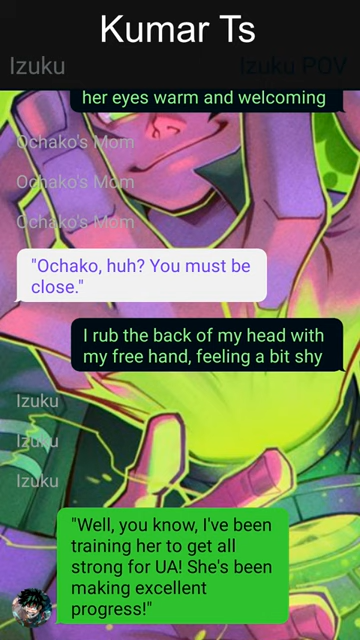 Kumar Ts
Izuku
Izuku POV
her eyes warm and welcoming
Ochako's Mom
Ochako's Mom
Ochako's Mom
"Ochako, huh? You must be
close."
I rub the back of my head with
my free hand, feeling a bit shy
Izuku
Izuku
Izuku
"Well, you know, I've been
training her to get all
strong for UA! She's been
making excellent
progress!"